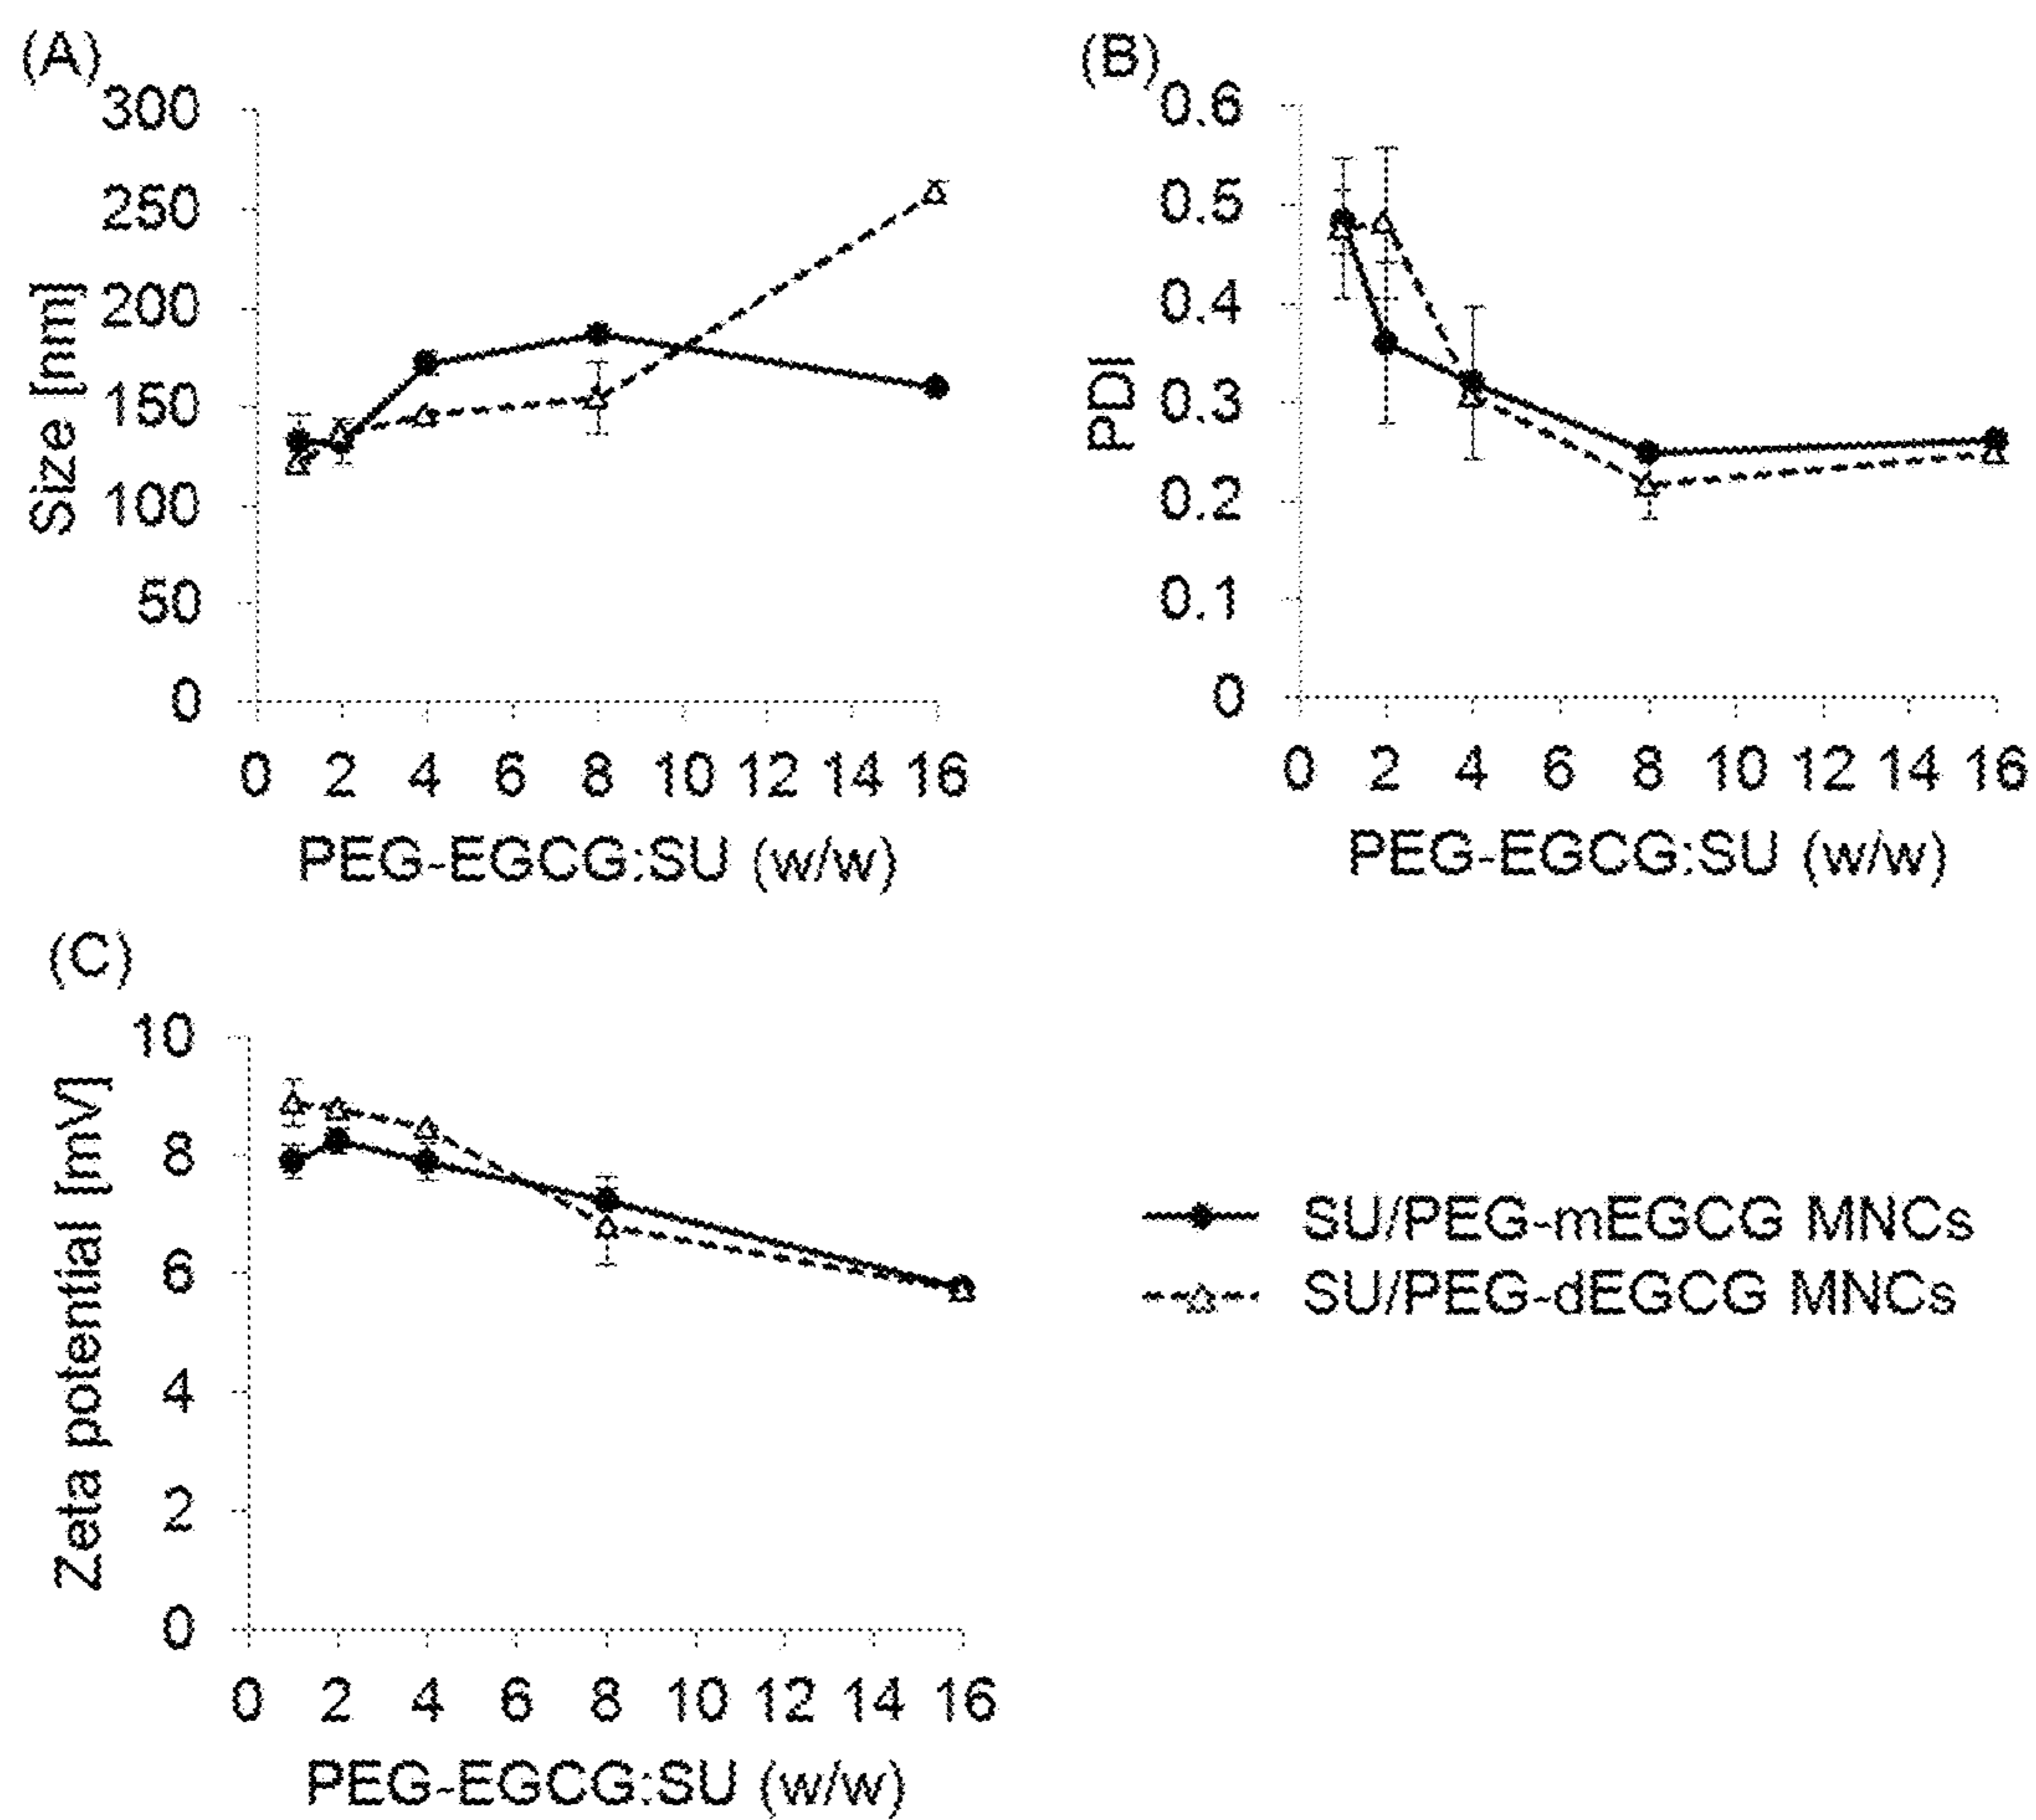 (A)
300
250
200
150
100
50
0
Size [nm]
0 2 4 6 8 10 12 14 16
PEG-EGCG:SU (w/w)
(B)
0.6
0.5
0.4
0.3
0.2
0.1
0
PDI
0 2 4 6 8 10 12 14 16
PEG-EGCG:SU (w/w)
(C)
10
8
6
4
2
0
Zeta potential [mV]
0 2 4 6 8 10 12 14 16
PEG-EGCG:SU (w/w)
SU/PEG-mEGCG MNCs
SU/PEG-dEGCG MNCs